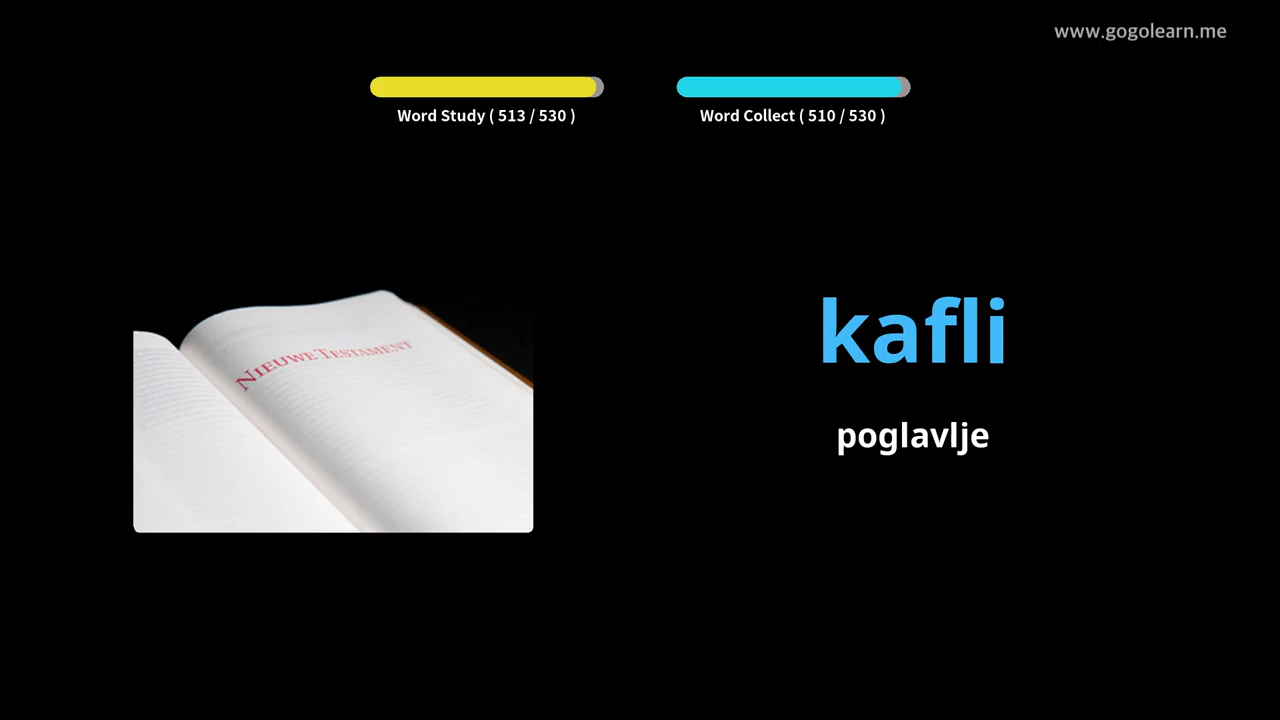 www.gogolearn.me
Word Study ( 513 / 530 )
Word Collect ( 510 / 530 )
NIEUWE TESTAMENT
kafli
poglavlje